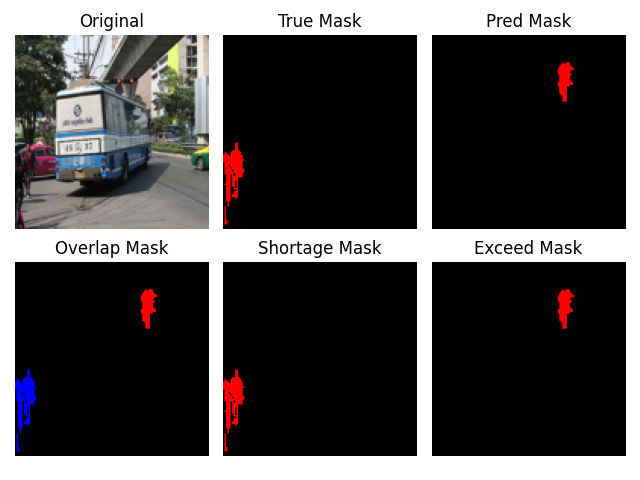 Original
True Mask
Pred Mask
Overlap Mask
Shortage Mask
Exceed Mask